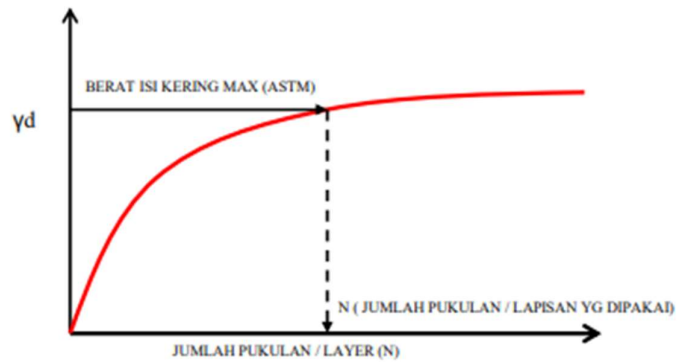 BERAT ISI KERING MAX (ASTM)
γd
N ( JUMLAH PUKULAN / LAPISAN YG DIPAKAI)
JUMLAH PUKULAN / LAYER (N)